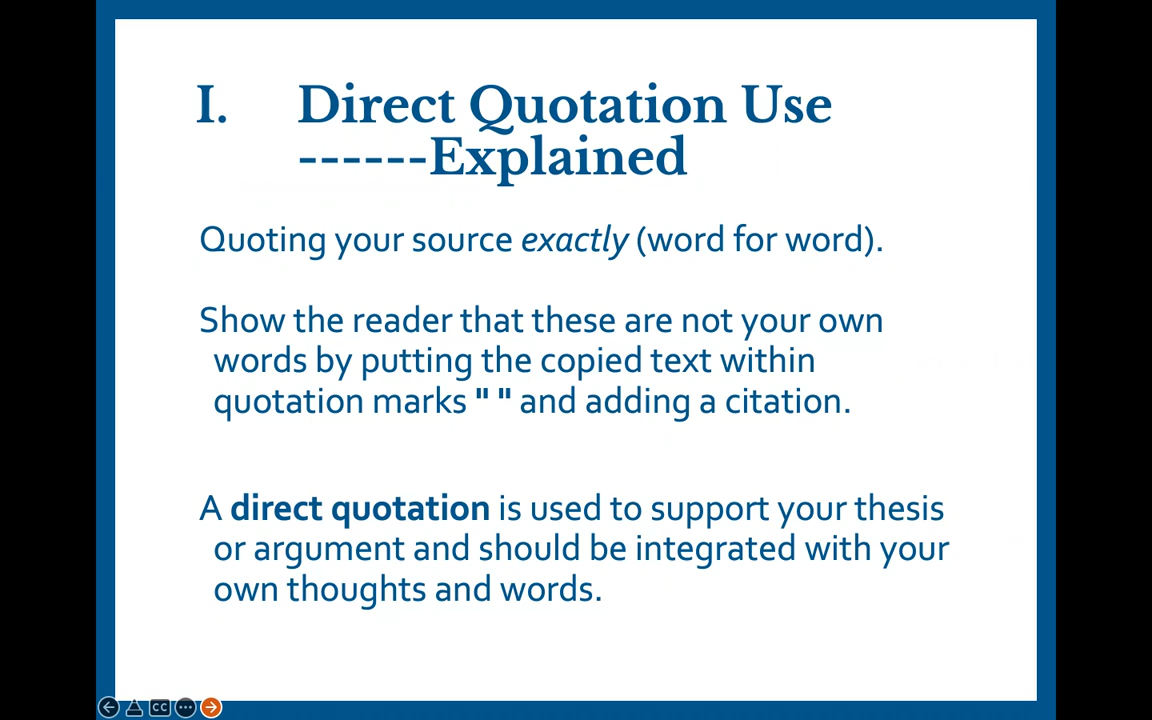 I. Direct Quotation Use
------Explained
Quoting your source exactly (word for word).
Show the reader that these are not your own
words by putting the copied text within
quotation marks " " and adding a citation.
A direct quotation is used to support your thesis
or argument and should be integrated with your
own thoughts and words.
CC